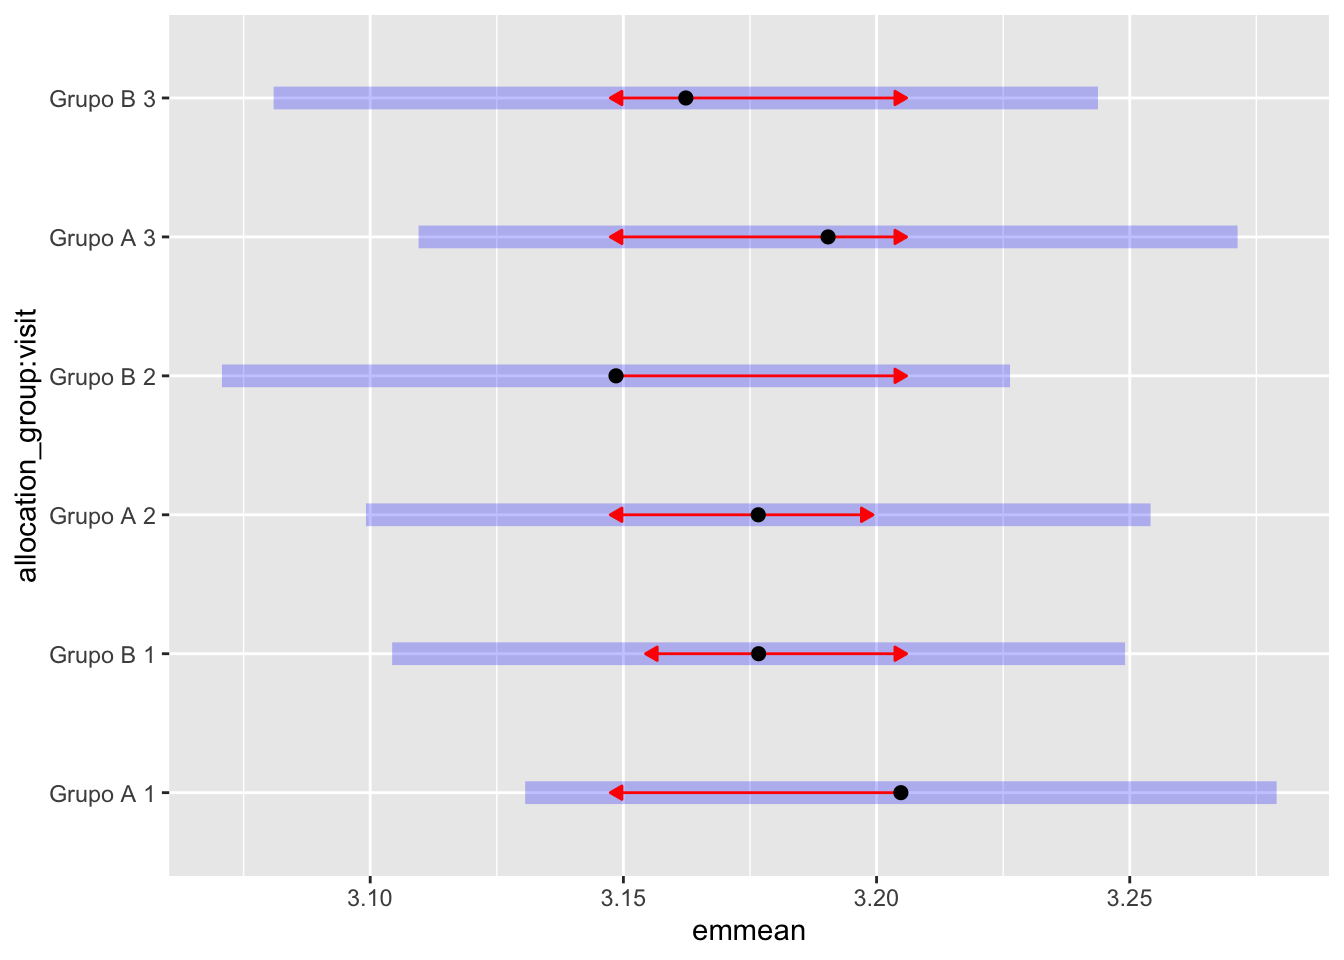 allocation_group:visit
Grupo B 3
Grupo A 3
Grupo B 2
Grupo A 2
Grupo B 1
Grupo A 1
3.10 3.15 3.20 3.25
emmean